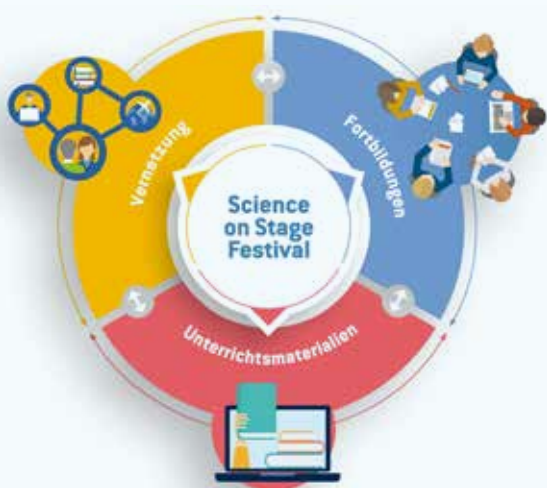 Vernetzung
Fortbildungen
Science
on Stage
Festival
Unterrichtsmaterialien